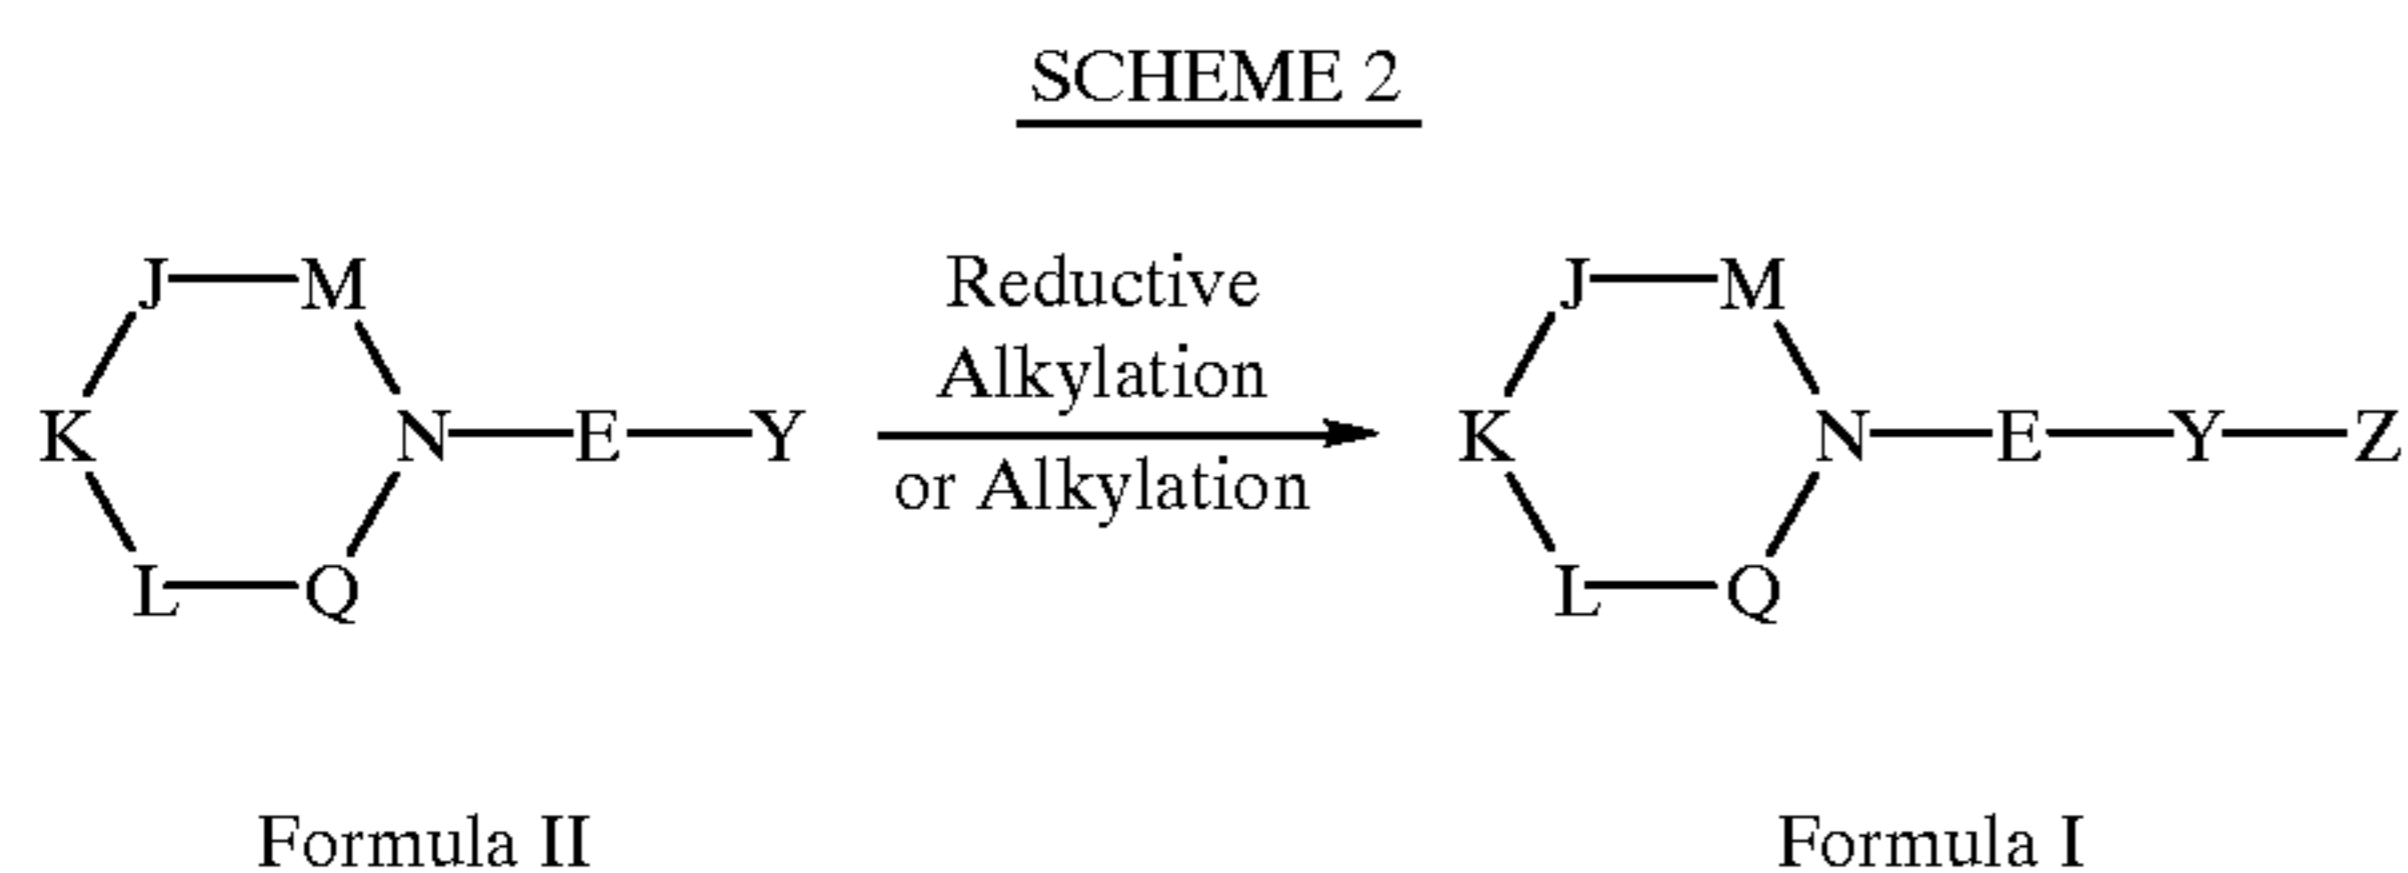 SCHEME 2
J M
K N E Y
L Q
Reductive
Alkylation
or Alkylation
J M
K N E Y Z
L Q
Formula II
Formula I